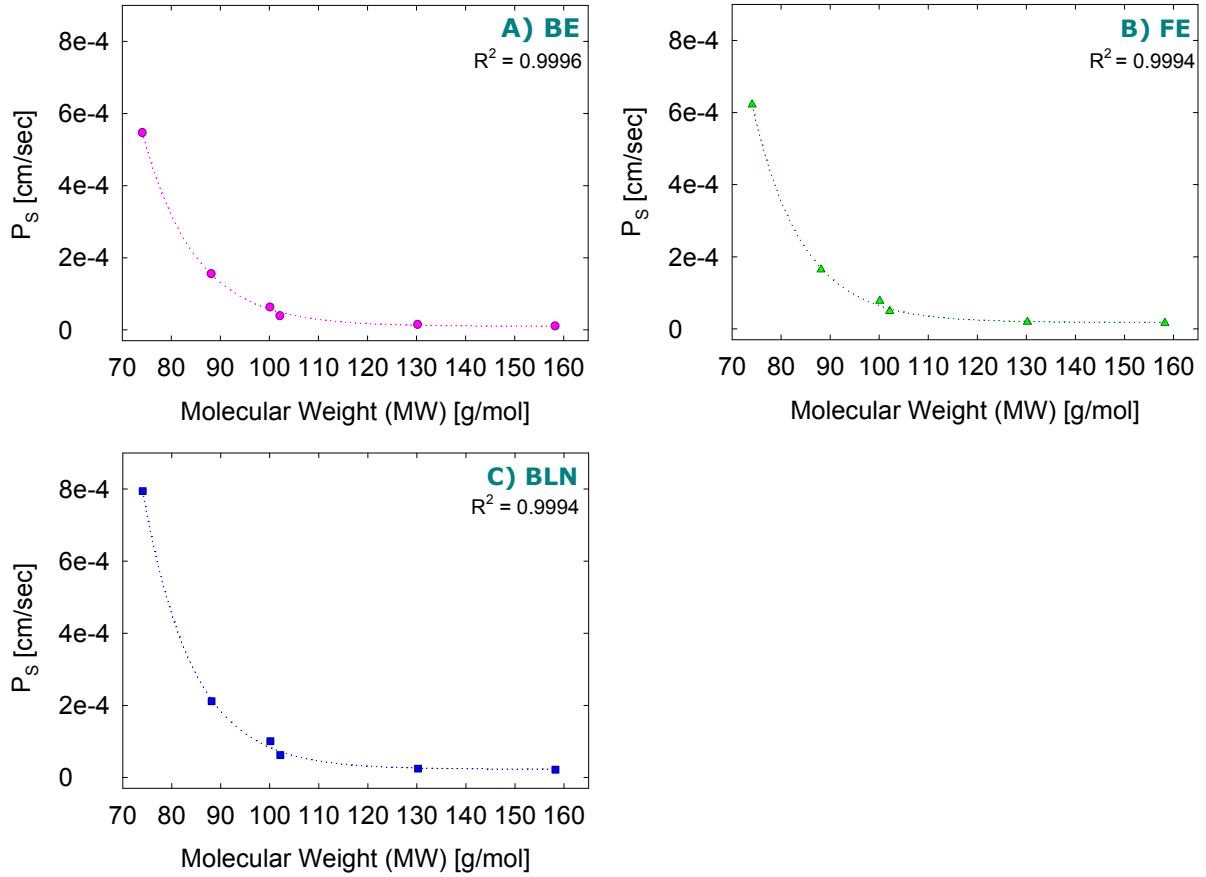 A) BE
R² = 0.9996
8e-4
6e-4
4e-4
2e-4
0
P_S [cm/sec]
70 80 90 100 110 120 130 140 150 160
Molecular Weight (MW) [g/mol]
B) FE
R² = 0.9994
8e-4
6e-4
4e-4
2e-4
0
P_S [cm/sec]
70 80 90 100 110 120 130 140 150 160
Molecular Weight (MW) [g/mol]
C) BLN
R² = 0.9994
8e-4
6e-4
4e-4
2e-4
0
P_S [cm/sec]
70 80 90 100 110 120 130 140 150 160
Molecular Weight (MW) [g/mol]